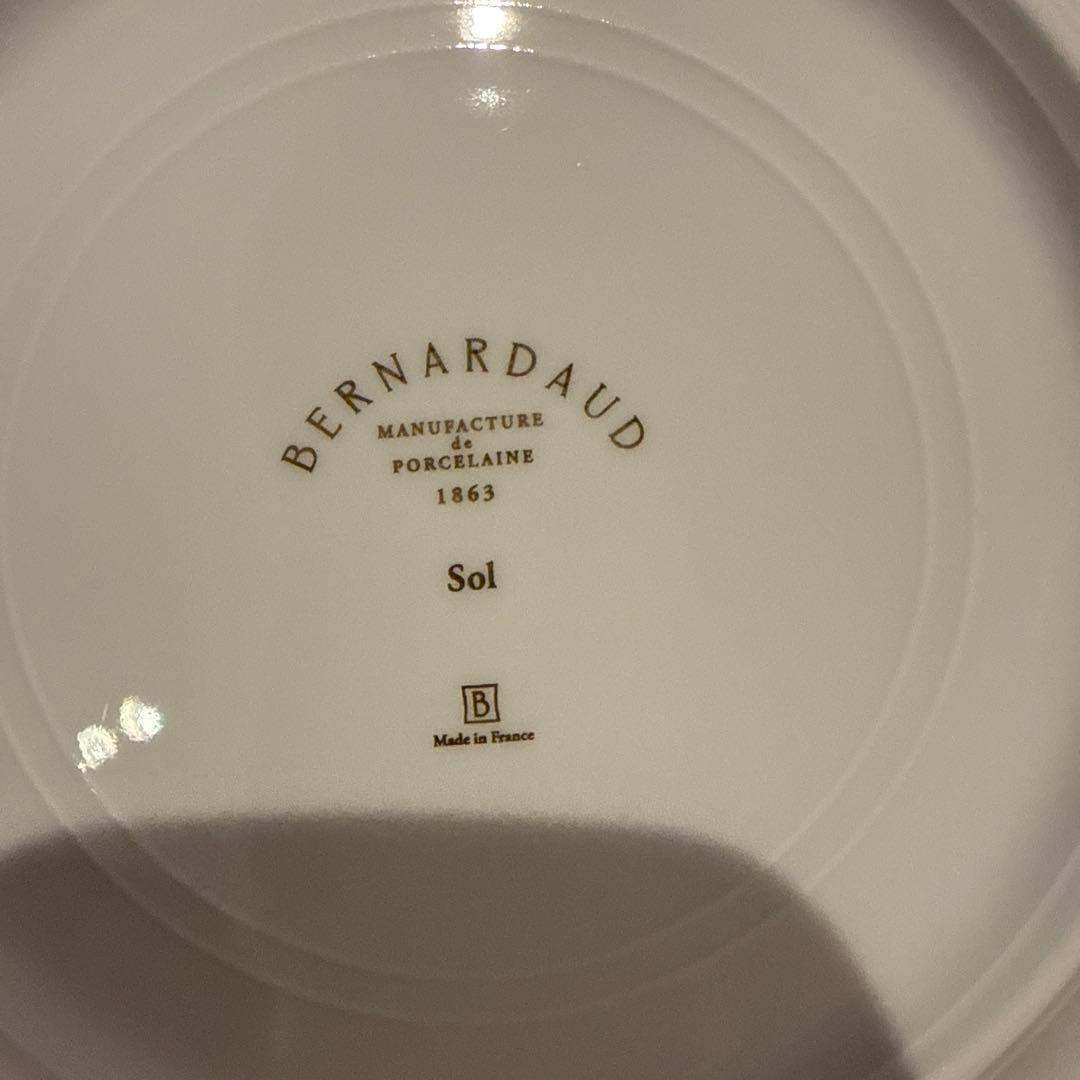 BERNARDAUD
MANUFACTURE
de
PORCELAINE
1863
Sol
B
Made in France